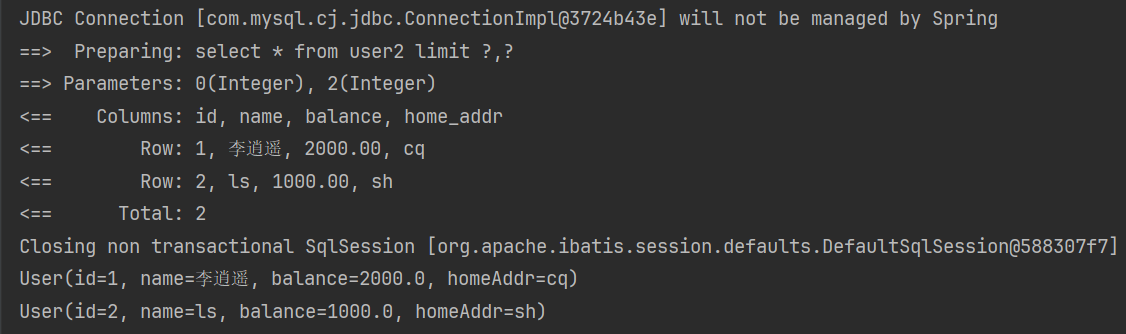 JDBC Connection [com.mysql.cj.jdbc.ConnectionImpl@3724b43e] will not be managed by Spring
==>  Preparing: select * from user2 limit ?,?
==> Parameters: 0(Integer), 2(Integer)
<==    Columns: id, name, balance, home_addr
<==        Row: 1, 李逍遥, 2000.00, cq
<==        Row: 2, ls, 1000.00, sh
<==      Total: 2
Closing non transactional SqlSession [org.apache.ibatis.session.defaults.DefaultSqlSession@588307f7]
User(id=1, name=李逍遥, balance=2000.0, homeAddr=cq)
User(id=2, name=ls, balance=1000.0, homeAddr=sh)